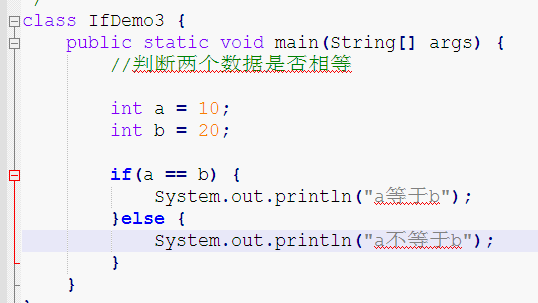 /
class IfDemo3 {
public static void main(String[] args) {
//判断两个数据是否相等
int a = 10;
int b = 20;
if(a == b) {
System.out.println("a等于b");
}else {
System.out.println("a不等于b");
}
}
}